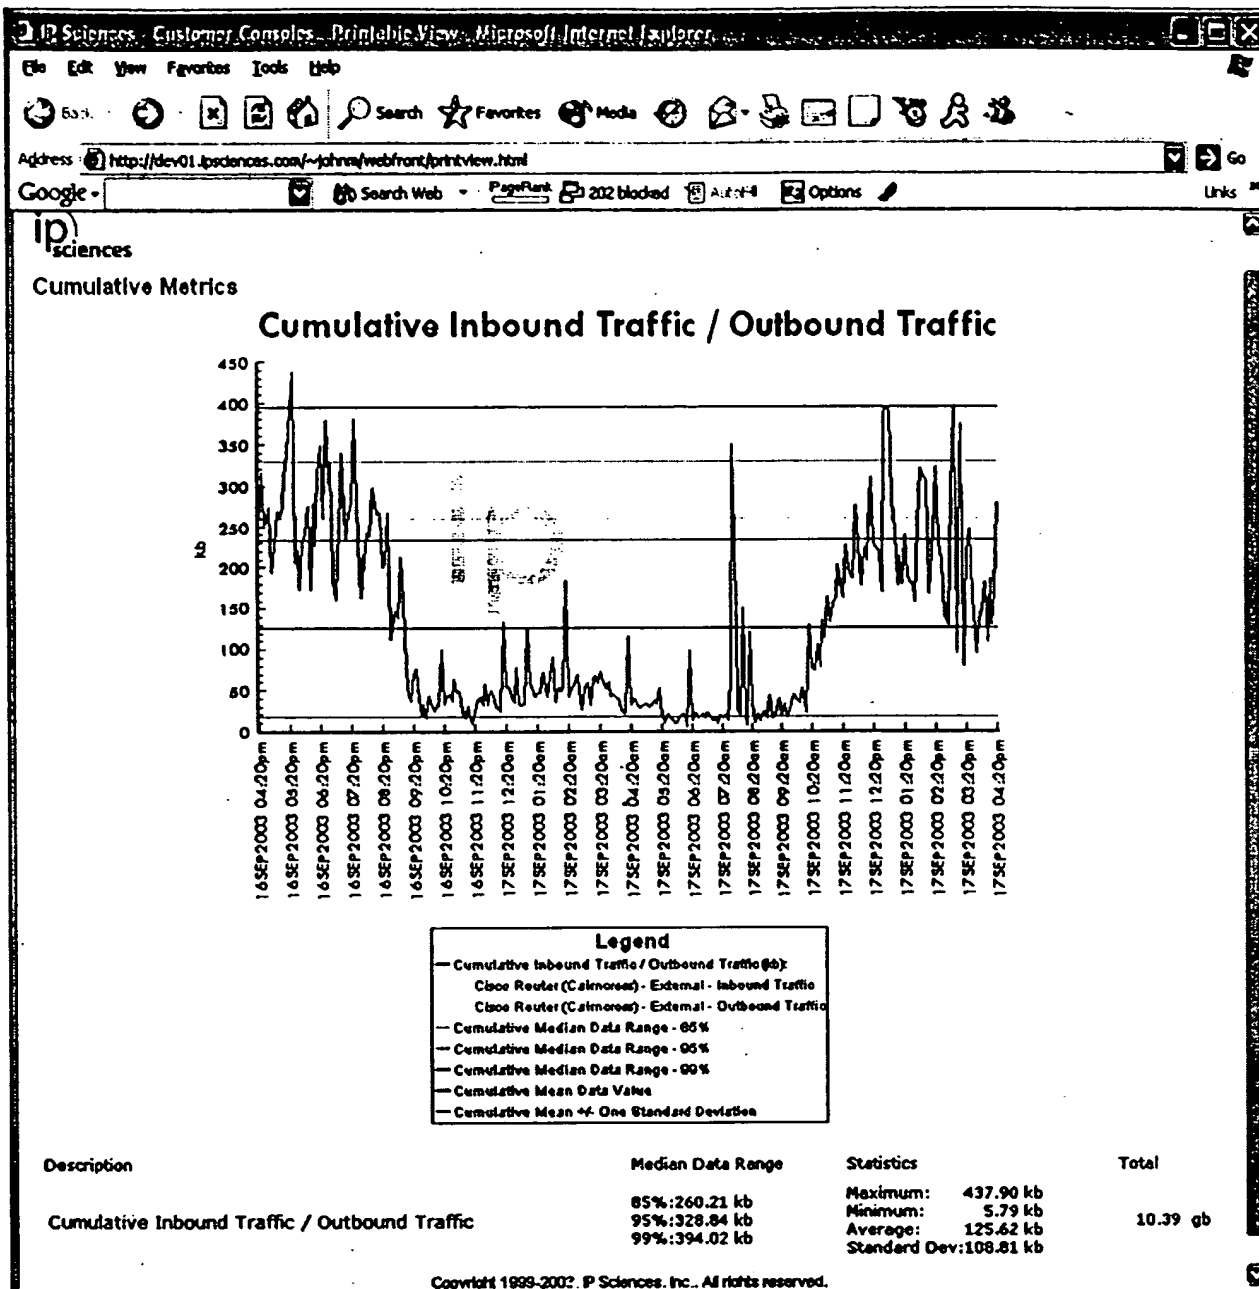 IP Sciences - Customer Consoles - Printable View - Microsoft Internet Explorer
File Edit View Favorites Tools Help
Back Search Favorites Media
Address http://dev01.ipsciences.com/~johnm/webfront/printview.html Go
Google Search Web PageRank 202 blocked AutoFill Options Links »
ip sciences
Cumulative Metrics
Cumulative Inbound Traffic / Outbound Traffic
450
400
350
300
250
200
150
100
50
0
kb
ip
16SEP2003 04:20pm
16SEP2003 05:20pm
16SEP2003 06:20pm
16SEP2003 07:20pm
16SEP2003 08:20pm
16SEP2003 09:20pm
16SEP2003 10:20pm
16SEP2003 11:20pm
17SEP2003 12:20am
17SEP2003 01:20am
17SEP2003 02:20am
17SEP2003 03:20am
17SEP2003 04:20am
17SEP2003 05:20am
17SEP2003 06:20am
17SEP2003 07:20am
17SEP2003 08:20am
17SEP2003 09:20am
17SEP2003 10:20am
17SEP2003 11:20am
17SEP2003 12:20pm
17SEP2003 01:20pm
17SEP2003 02:20pm
17SEP2003 03:20pm
17SEP2003 04:20pm
Legend
Cumulative Inbound Traffic / Outbound Traffic (kb):
Cisco Router - External - Inbound Traffic
Cisco Router - External - Outbound Traffic
Cumulative Median Data Range - 85%
Cumulative Median Data Range - 95%
Cumulative Median Data Range - 99%
Cumulative Mean Data Value
Cumulative Mean +/- One Standard Deviation
Description Median Data Range Statistics Total
Cumulative Inbound Traffic / Outbound Traffic
85%:260.21 kb
95%:328.84 kb
99%:394.02 kb
Maximum: 437.90 kb
Minimum: 5.79 kb
Average: 125.62 kb
Standard Dev:108.81 kb
10.39 gb
Copyright 1999-2002. IP Sciences, Inc., All rights reserved.